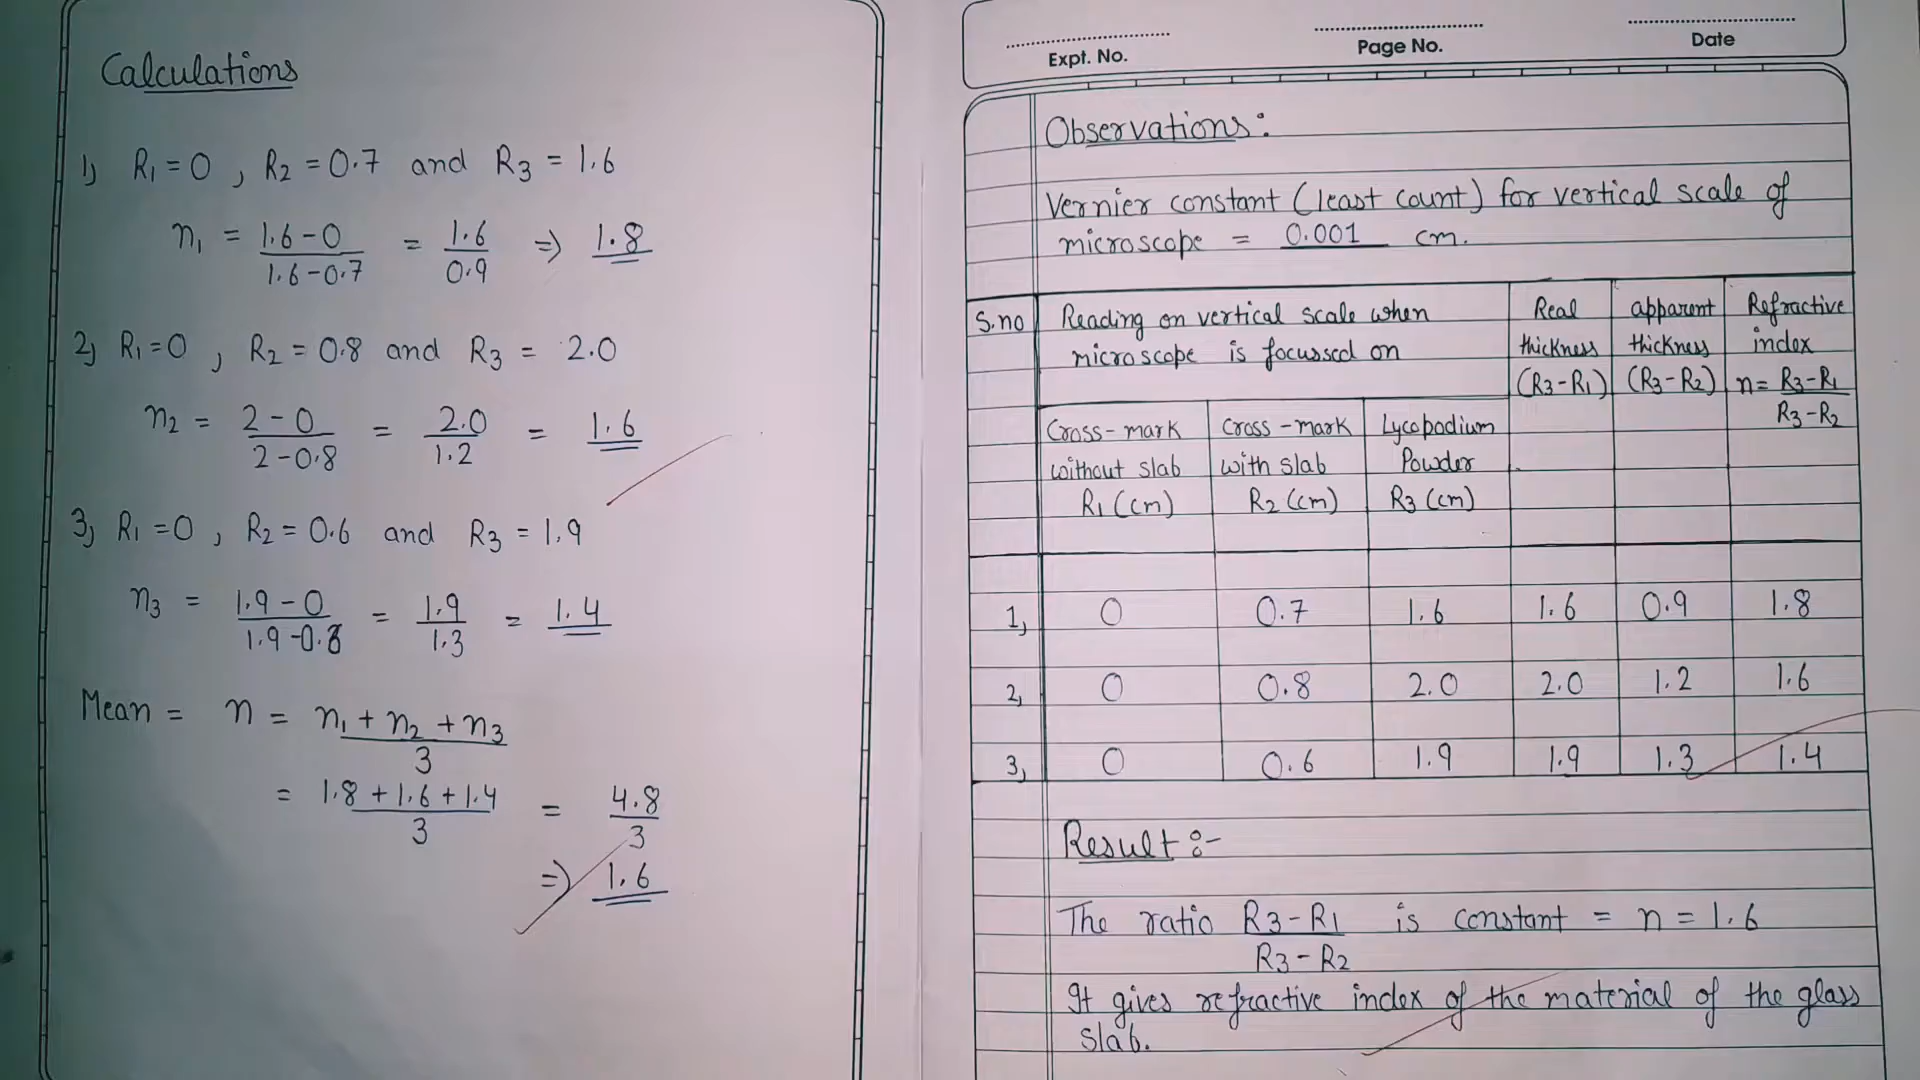 Calculations
1) R1 = 0 , R2 = 0.7 and R3 = 1.6
n1 = 1.6-0 / 1.6-0.7 = 1.6 / 0.9 => 1.8
2) R1 = 0 , R2 = 0.8 and R3 = 2.0
n2 = 2-0 / 2-0.8 = 2.0 / 1.2 = 1.6
3) R1 = 0 , R2 = 0.6 and R3 = 1.9
n3 = 1.9-0 / 1.9-0.8 = 1.9 / 1.3 = 1.4
Mean = n = n1 + n2 + n3 / 3
= 1.8 + 1.6 + 1.4 / 3 = 4.8 / 3
=> 1.6
Expt. No.
Page No.
Date
Observations:
Vernier constant (least count) for vertical scale of
microscope = 0.001 cm.
S.no
Reading on vertical scale when
microscope is focussed on
Real
thickness
(R3-R1)
apparent
thickness
(R3-R2)
Refractive
index
n = R3-R1 / R3-R2
Cross-mark
without slab
R1 (cm)
Cross-mark
with slab
R2 (cm)
Lycopodium
Powder
R3 (cm)
1, 0 0.7 1.6 1.6 0.9 1.8
2, 0 0.8 2.0 2.0 1.2 1.6
3, 0 0.6 1.9 1.9 1.3 1.4
Result :-
The ratio R3-R1 / R3-R2 is constant = n = 1.6
It gives refractive index of the material of the glass
slab.